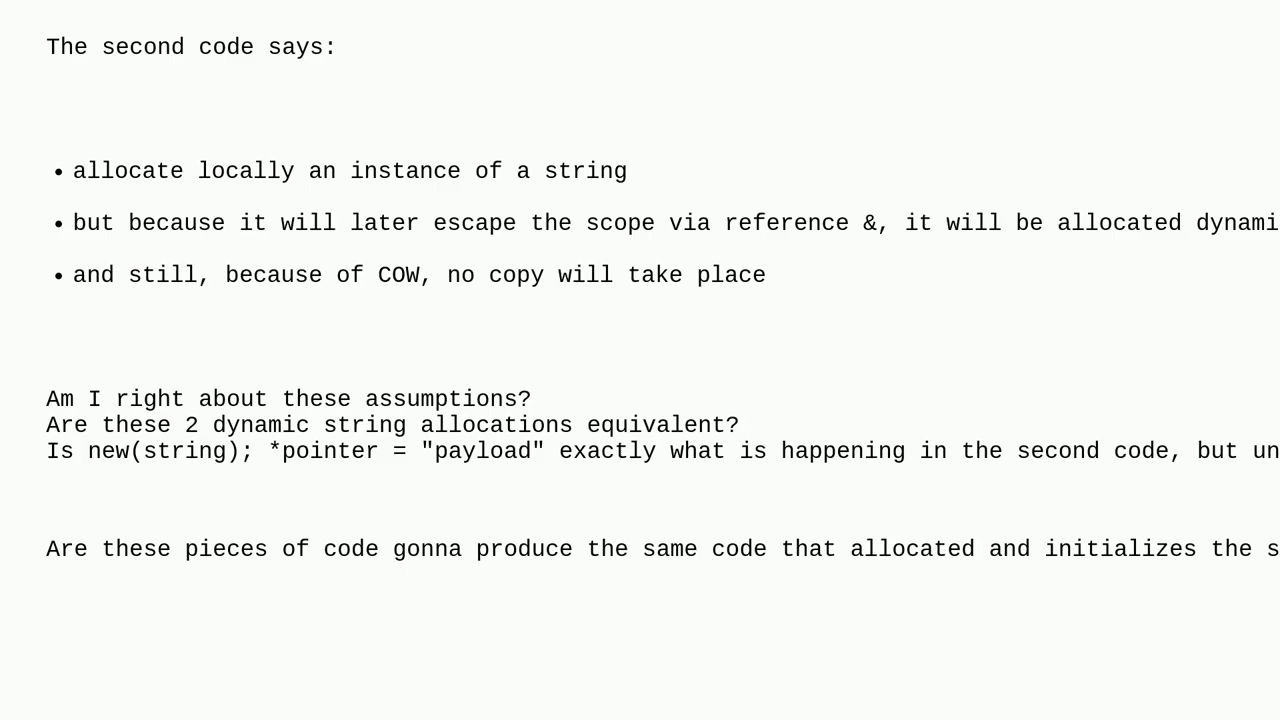 The second code says:
• allocate locally an instance of a string
• but because it will later escape the scope via reference &, it will be allocated
• and still, because of COW, no copy will take place
Am I right about these assumptions?
Are these 2 dynamic string allocations equivalent?
Is new(string); *pointer = "payload" exactly what is happening in the second code, but
Are these pieces of code gonna produce the same code that allocated and initializes the